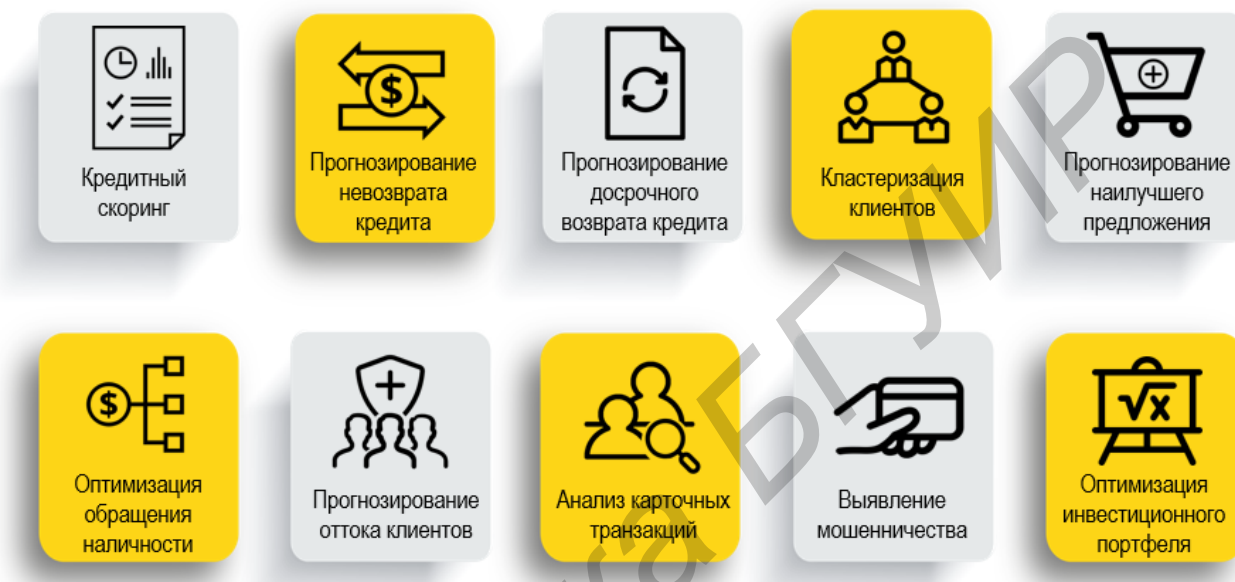 Кредитный
скоринг
Прогнозирование
невозврата
кредита
Прогнозирование
досрочного
возврата кредита
Кластеризация
клиентов
Прогнозирование
наилучшего
предложения
Оптимизация
обращения
наличности
Прогнозирование
оттока клиентов
Анализ карточных
транзакций
Выявление
мошенничества
√x
Оптимизация
инвестиционного
портфеля
БГУИР